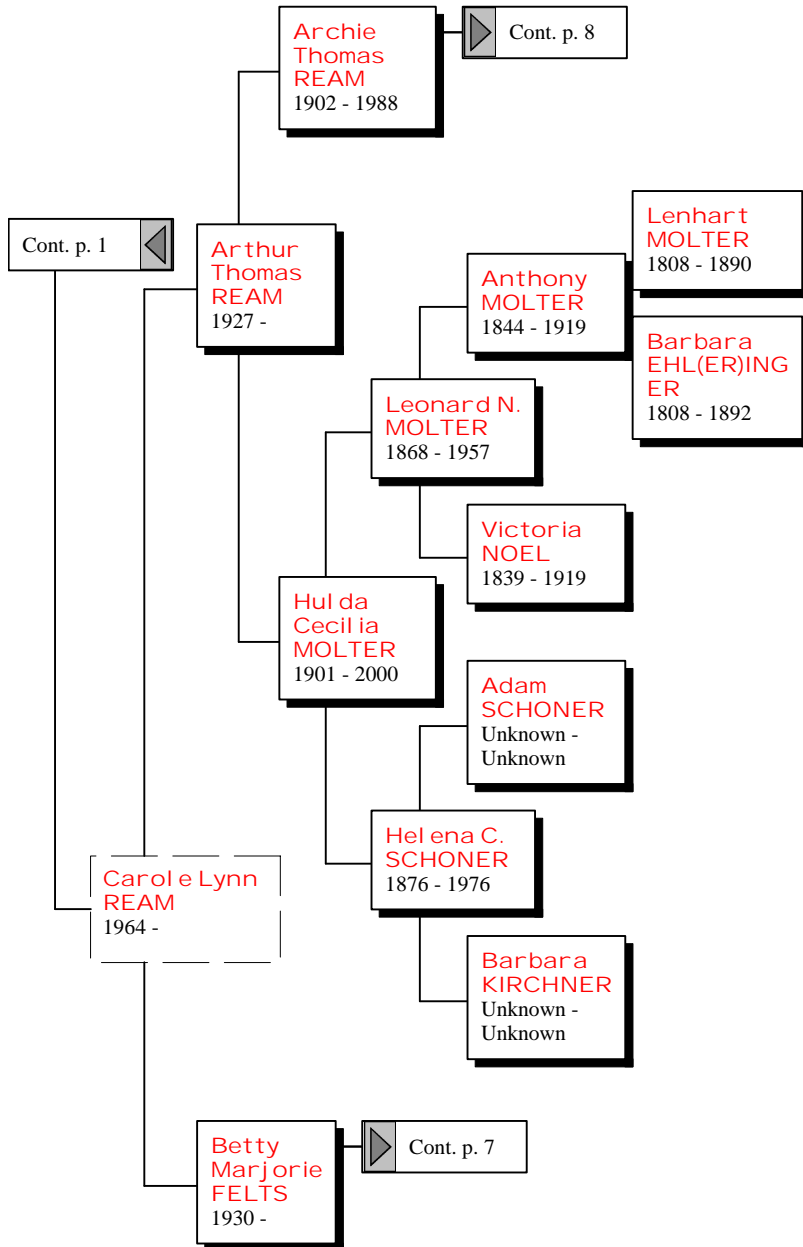 Archie
Thomas
REAM
1902 - 1988
Cont. p. 8
Cont. p. 1
Arthur
Thomas
REAM
1927 -
Lenhart
MOLTER
1808 - 1890
Anthony
MOLTER
1844 - 1919
Barbara
EHL(ER)ING
ER
1808 - 1892
Leonard N.
MOLTER
1868 - 1957
Victoria
NOEL
1839 - 1919
Hulda
Cecilia
MOLTER
1901 - 2000
Adam
SCHONER
Unknown -
Unknown
Helena C.
SCHONER
1876 - 1976
Carole Lynn
REAM
1964 -
Barbara
KIRCHNER
Unknown -
Unknown
Betty
Marjorie
FELTS
1930 -
Cont. p. 7